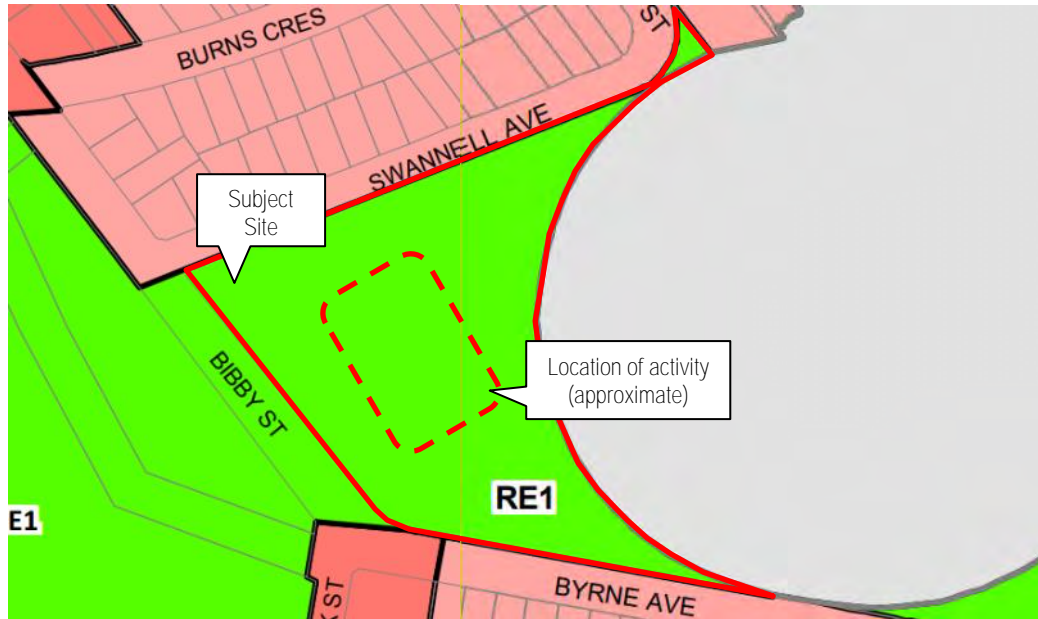 ST
BURNS CRES
SWANNELL AVE
Subject
Site
Location of activity
(approximate)
BIBBY ST
RE1
E1
BYRNE AVE
K ST